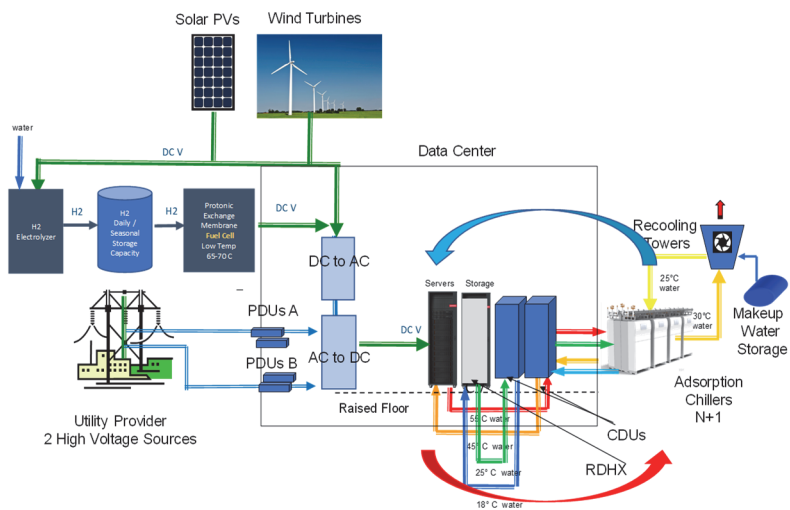 Solar PVs
Wind Turbines
water
DC V
Data Center
H2
Electrolyzer
H2
H2
Daily /
Seasonal
Storage
Capacity
H2
Protonic
Exchange
Membrane
Fuel Cell
Low Temp
65-70 C
DC V
DC to AC
Recooling
Towers
25°C
water
Servers
Storage
PDUs A
PDUs B
AC to DC
DC V
30°C
water
Makeup
Water
Storage
Adsorption
Chillers
N+1
Raised Floor
Utility Provider
2 High Voltage Sources
55°C water
45°C water
25° C water
18° C water
CDUs
RDHX